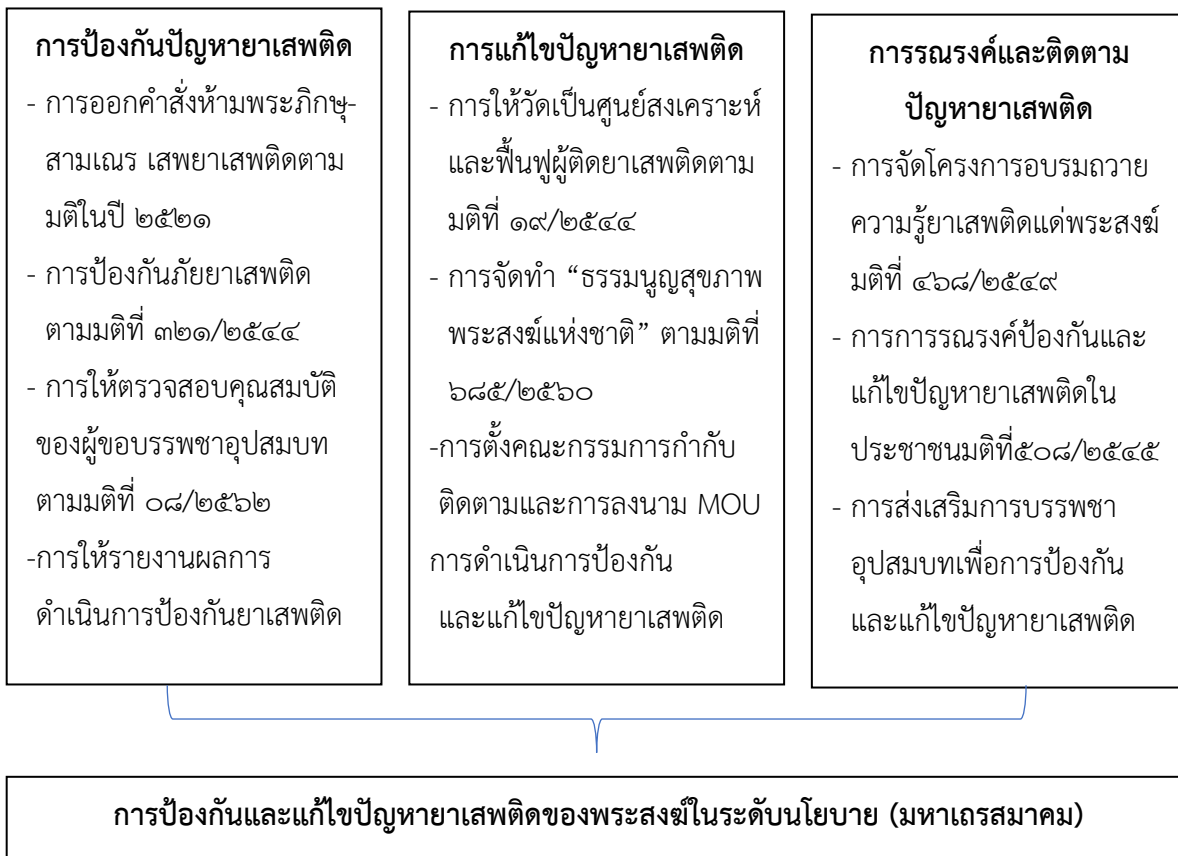 การป้องกันปัญหายาเสพติด
- การออกคำสั่งห้ามพระภิกษุ-
สามเณร เสพยาเสพติดตาม
มติในปี ๒๕๒๑
- การป้องกันภัยยาเสพติด
ตามมติที่ ๓๒๑/๒๕๔๔
- การให้ตรวจสอบคุณสมบัติ
ของผู้ขอบรรพชาอุปสมบท
ตามมติที่ ๐๘/๒๕๖๒
-การให้รายงานผลการ
ดำเนินการป้องกันยาเสพติด
การแก้ไขปัญหายาเสพติด
- การให้วัดเป็นศูนย์สงเคราะห์
และฟื้นฟูผู้ติดยาเสพติดตาม
มติที่ ๑๙/๒๕๔๔
- การจัดทำ “ธรรมนูญสุขภาพ
พระสงฆ์แห่งชาติ” ตามมติที่
๖๘๕/๒๕๖๐
-การตั้งคณะกรรมการกำกับ
ติดตามและการลงนาม MOU
การดำเนินการป้องกัน
และแก้ไขปัญหายาเสพติด
การรณรงค์และติดตาม
ปัญหายาเสพติด
- การจัดโครงการอบรมถวาย
ความรู้ยาเสพติดแด่พระสงฆ์
มติที่ ๔๖๘/๒๕๔๙
- การการรณรงค์ป้องกันและ
แก้ไขปัญหายาเสพติดใน
ประชาชนมติที่๕๐๘/๒๕๔๕
- การส่งเสริมการบรรพชา
อุปสมบทเพื่อการป้องกัน
และแก้ไขปัญหายาเสพติด
การป้องกันและแก้ไขปัญหายาเสพติดของพระสงฆ์ในระดับนโยบาย (มหาเถรสมาคม)